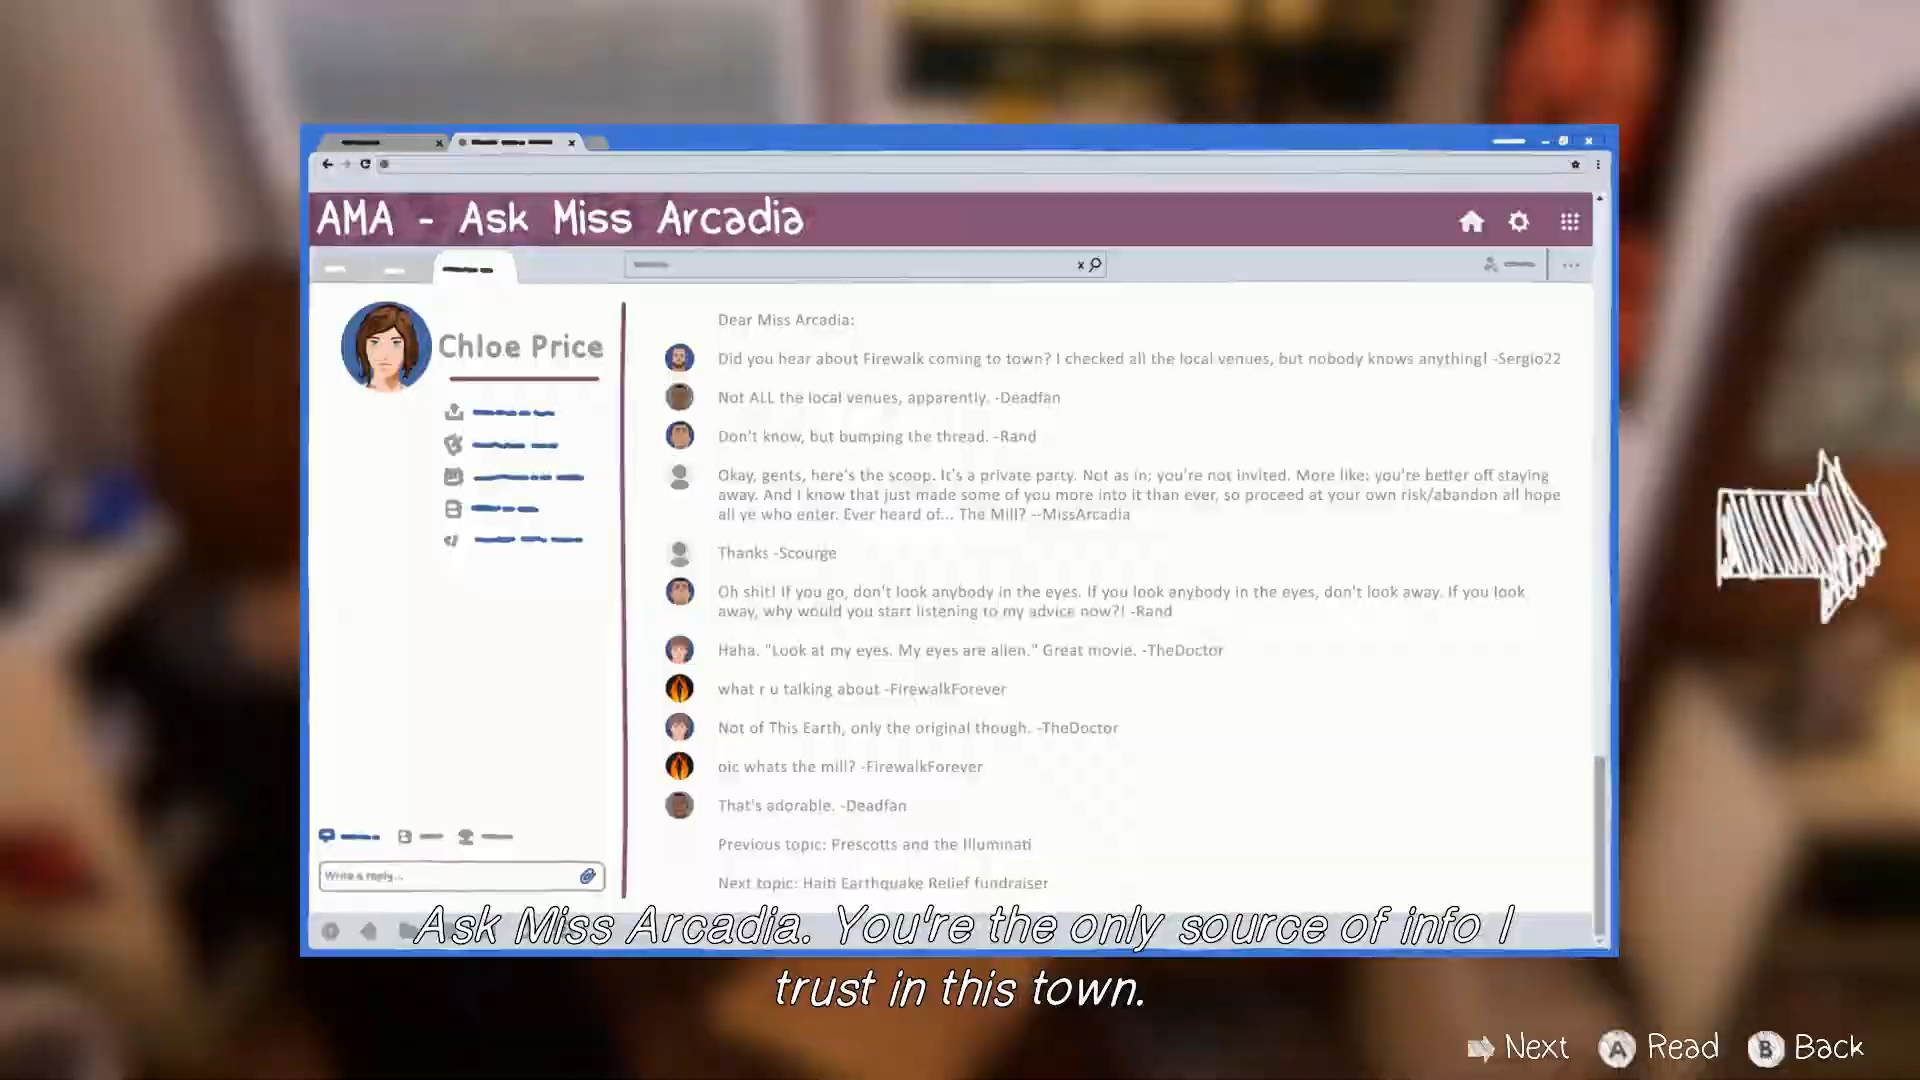 AMA - Ask Miss Arcadia
Chloe Price
Dear Miss Arcadia:
Did you hear about Firewalk coming to town? I checked all the local venues, but nobody knows anything! -Sergio22
Not ALL the local venues, apparently. -Deadfan
Don't know, but bumping the thread. -Rand
Okay, gents, here's the scoop. It's a private party. Not as in; you're not invited. More like: you're better off staying
away. And I know that just made some of you more into it than ever, so proceed at your own risk/abandon all hope
all ye who enter. Ever heard of... The Mill? --MissArcadia
Thanks -Scourge
Oh shit! If you go, don't look anybody in the eyes. If you look anybody in the eyes, don't look away. If you look
away, why would you start listening to my advice now?! -Rand
Haha. "Look at my eyes. My eyes are alien." Great movie. -TheDoctor
what r u talking about -FirewalkForever
Not of This Earth, only the original though. -TheDoctor
oic whats the mill? -FirewalkForever
That's adorable. -Deadfan
Previous topic: Prescotts and the Illuminati
Next topic: Haiti Earthquake Relief fundraiser
Write a reply...
Ask Miss Arcadia. You're the only source of info I
trust in this town.
Next A Read B Back